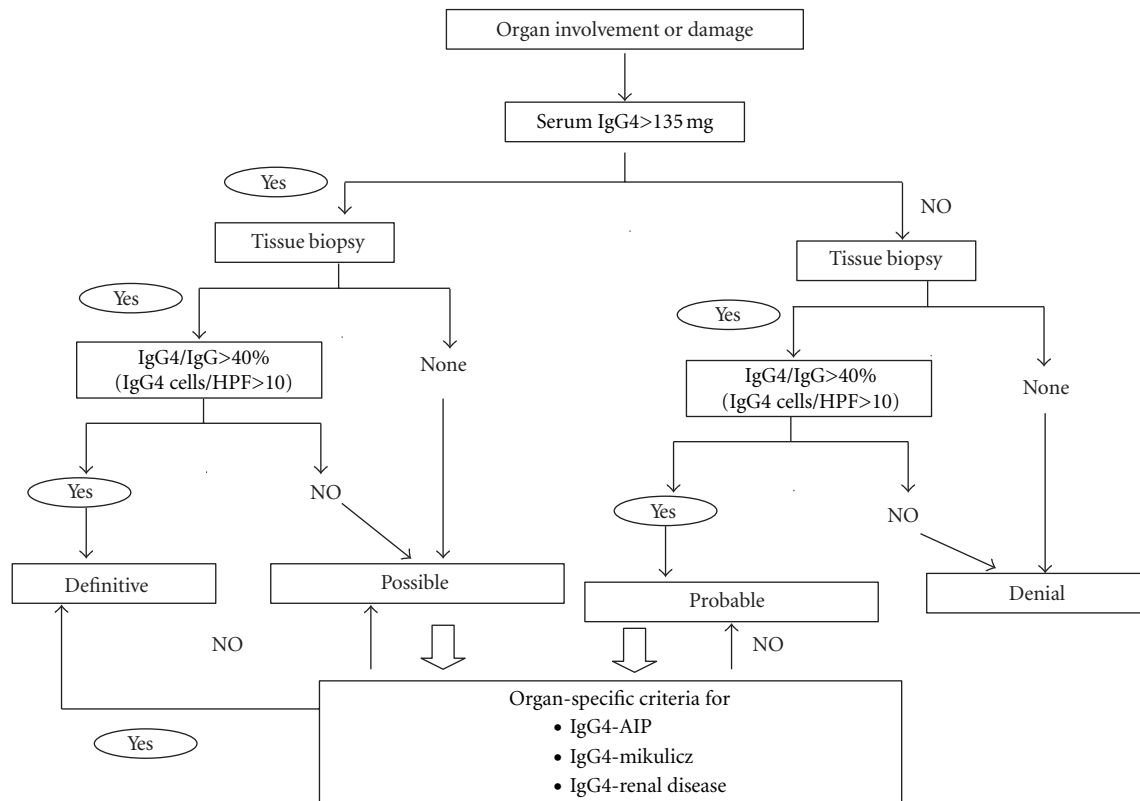 Organ involvement or damage
Serum IgG4>135 mg
Yes
NO
Tissue biopsy
Tissue biopsy
Yes
Yes
IgG4/IgG>40%
(IgG4 cells/HPF>10)
None
IgG4/IgG>40%
(IgG4 cells/HPF>10)
None
Yes
NO
Yes
NO
Definitive
Possible
Probable
Denial
NO
NO
Organ-specific criteria for
• IgG4-AIP
• IgG4-mikulicz
• IgG4-renal disease
Yes